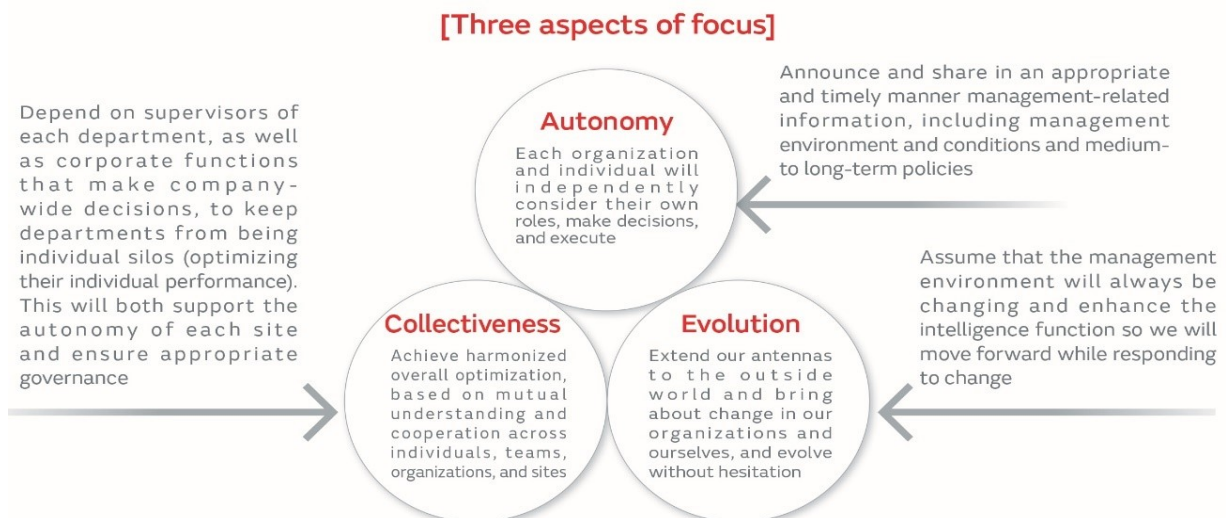 [Three aspects of focus]
Depend on supervisors of
each department, as well
as corporate functions
that make company-
wide decisions, to keep
departments from being
individual silos (optimizing
their individual performance).
This will both support the
autonomy of each site
and ensure appropriate
governance
Autonomy
Each organization
and individual will
independently
consider their own
roles, make decisions,
and execute
Announce and share in an appropriate
and timely manner management-related
information, including management
environment and conditions and medium-
to long-term policies
Collectiveness
Achieve harmonized
overall optimization,
based on mutual
understanding and
cooperation across
individuals, teams,
organizations, and sites
Evolution
Extend our antennas
to the outside
world and bring
about change in our
organizations and
ourselves, and evolve
without hesitation
Assume that the management
environment will always be
changing and enhance the
intelligence function so we will
move forward while responding
to change